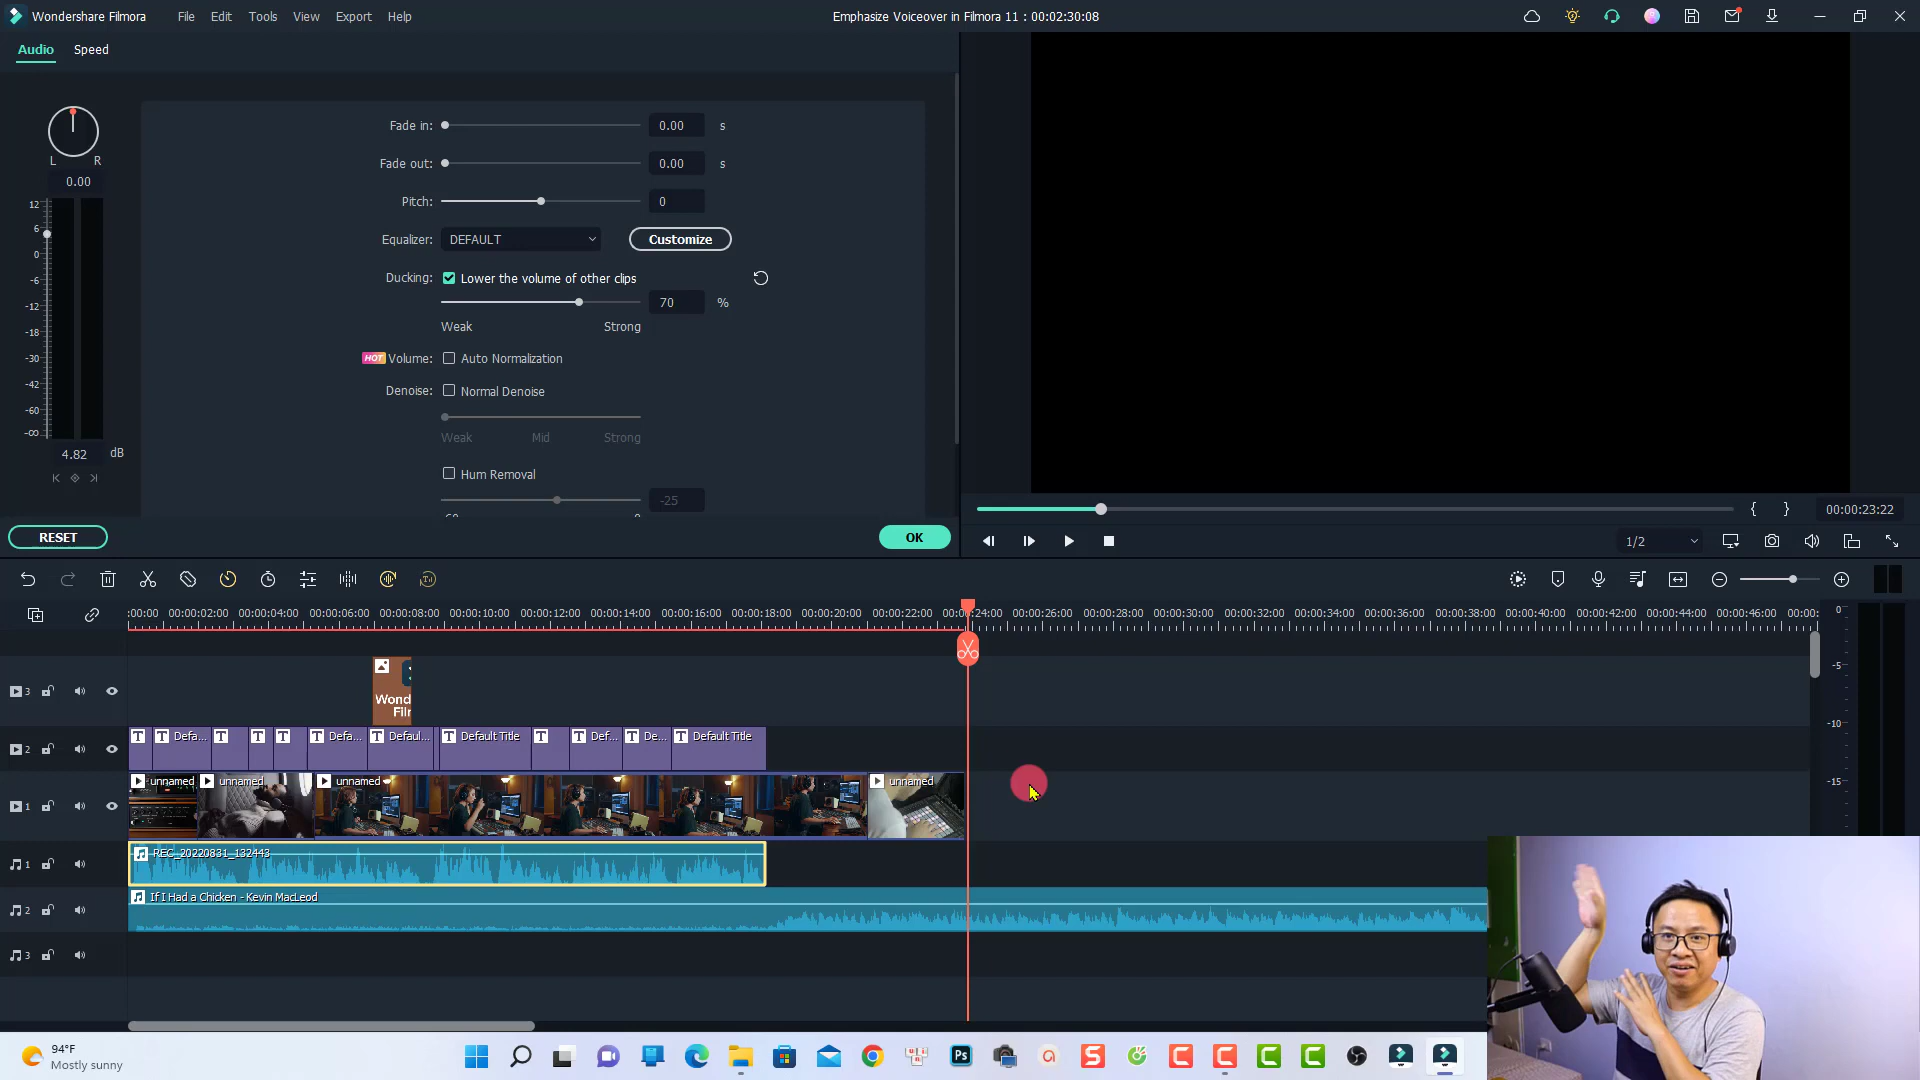 Wondershare Filmora File Edit Tools View Export Help Emphasize Voiceover in Filmora 11 : 00:02:30:08
Audio Speed
Fade in: 0.00 s
Fade out: 0.00 s
L R
0.00
Pitch: 0
Equalizer: DEFAULT Customize
Ducking: Lower the volume of other clips
70 %
Weak Strong
HOT Volume: Auto Normalization
Denoise: Normal Denoise
Weak Mid Strong
Hum Removal
-25
12
6
0
-6
-12
-18
-30
-42
-60
-∞
4.82 dB
RESET OK
{ } 00:00:23:22
1/2
:00:00 00:00:02:00 00:00:04:00 00:00:06:00 00:00:08:00 00:00:10:00 00:00:12:00 00:00:14:00 00:00:16:00 00:00:18:00 00:00:20:00 00:00:22:00 00:00:24:00 00:00:26:00 00:00:28:00 00:00:30:00 00:00:32:00 00:00:34:00 00:00:36:00 00:00:38:00 00:00:40:00 00:00:42:00 00:00:44:00 00:00:46:00 00:00:
0
-5
-10
-15
3
Wond
Fil
2 T T Defa... T T T Defa... T Defaul... T Default Title T T Def... T De... T Default Title
1 unnamed unnamed unnamed unnamed
1 REC_20220831_132443
2 If I Had a Chicken - Kevin MacLeod
3
94°F
Mostly sunny
Ps
S
C
C
C
C